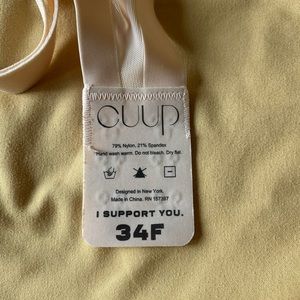 CUUP
79% Nylon. 21% Spandex
Hand wash warm. Do not bleach. Dry flat.
Designed in New York.
Made in China. RN 157387
I SUPPORT YOU.
34F